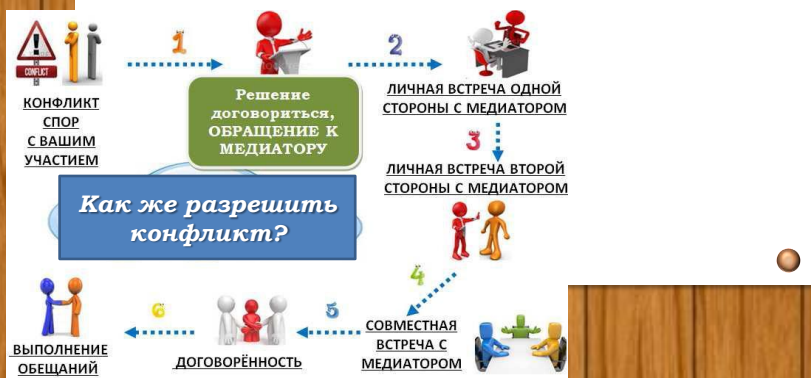 1
2
CONFLICT
КОНФЛИКТ
СПОР
С ВАШИМ
УЧАСТИЕМ
Решение
договориться,
ОБРАЩЕНИЕ К
МЕДИАТОРУ
ЛИЧНАЯ ВСТРЕЧА ОДНОЙ
СТОРОНЫ С МЕДИАТОРОМ
3
ЛИЧНАЯ ВСТРЕЧА ВТОРОЙ
СТОРОНЫ С МЕДИАТОРОМ
Как же разрешить
конфликт?
4
СОВМЕСТНАЯ
ВСТРЕЧА С
МЕДИАТОРОМ
5
ДОГОВОРЁННОСТЬ
6
ВЫПОЛНЕНИЕ
ОБЕЩАНИЙ